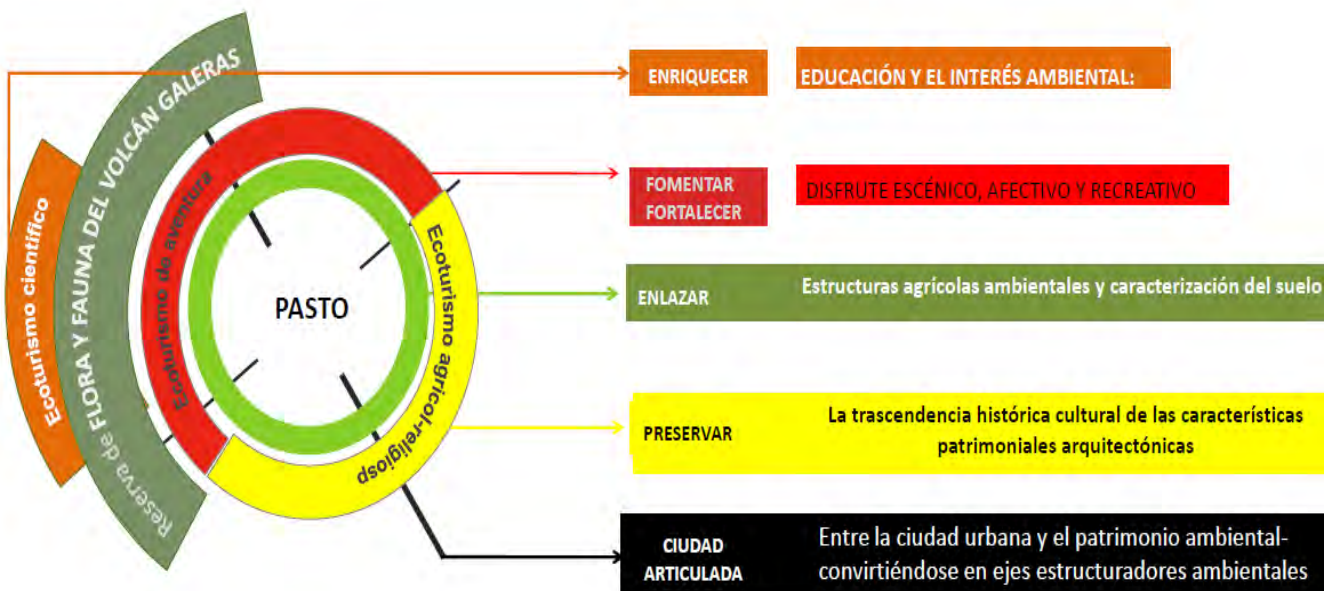 Ecoturismo científico
Reserva de FLORA Y FAUNA DEL VOLCÁN GALERAS
Ecoturismo de aventura
PASTO
Ecoturismo agrícol-religiosp
ENRIQUECER
EDUCACIÓN Y EL INTERÉS AMBIENTAL:
FOMENTAR
FORTALECER
DISFRUTE ESCÉNICO, AFECTIVO Y RECREATIVO
ENLAZAR
Estructuras agrícolas ambientales y caracterización del suelo
PRESERVAR
La trascendencia histórica cultural de las características
patrimoniales arquitectónicas
CIUDAD
ARTICULADA
Entre la ciudad urbana y el patrimonio ambiental-
convirtiéndose en ejes estructuradores ambientales